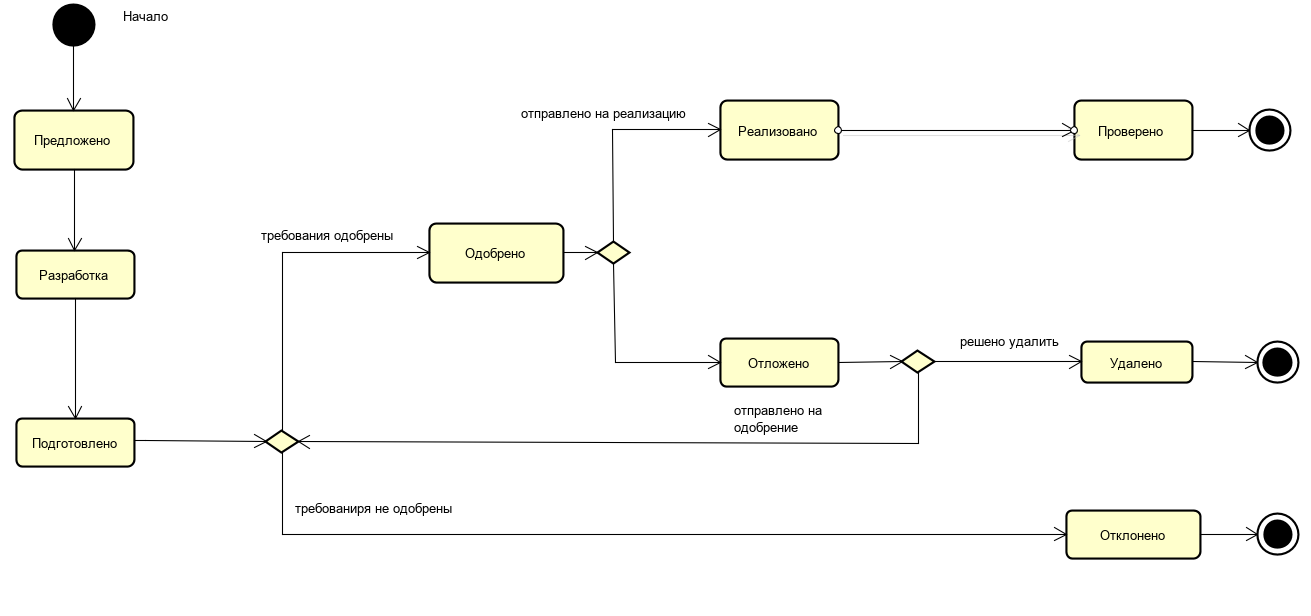 Начало
отправлено на реализацию
Предложено
Реализовано
Проверено
требования одобрены
Одобрено
Разработка
решено удалить
Отложено
Удалено
отправлено на
одобрение
Подготовлено
требованиря не одобрены
Отклонено